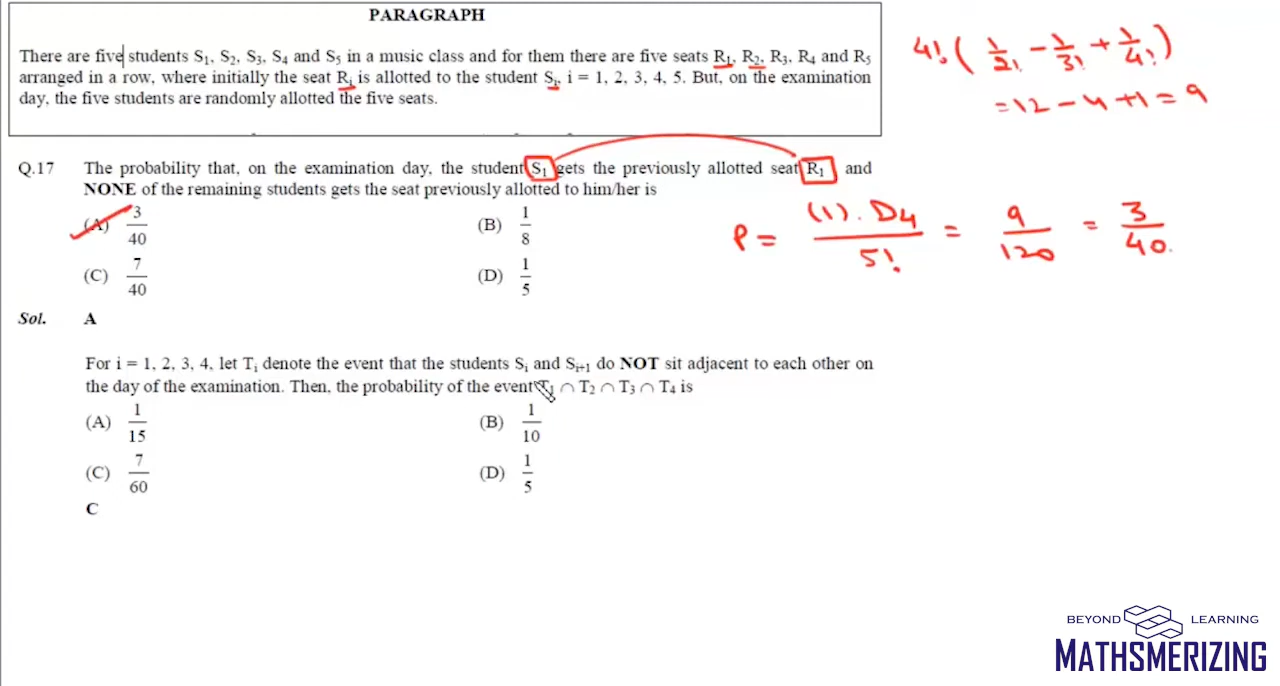 PARAGRAPH
There are five students S₁, S₂, S₃, S₄ and S₅ in a music class and for them there are five seats R₁, R₂, R₃, R₄ and R₅
arranged in a row, where initially the seat Rᵢ is allotted to the student Sᵢ, i = 1, 2, 3, 4, 5. But, on the examination
day, the five students are randomly allotted the five seats.
4! ( 1/2! - 1/3! + 1/4! )
= 12 - 4 + 1 = 9
Q.17 The probability that, on the examination day, the student S₁ gets the previously allotted seat R₁ and
NONE of the remaining students gets the seat previously allotted to him/her is
(A) 3/40 (B) 1/8
(C) 7/40 (D) 1/5
P = (1). D₄ / 5! = 9/120 = 3/40
Sol. A
For i = 1, 2, 3, 4, let Tᵢ denote the event that the students Sᵢ and Sᵢ₊₁ do NOT sit adjacent to each other on
the day of the examination. Then, the probability of the event T₁ ∩ T₂ ∩ T₃ ∩ T₄ is
(A) 1/15 (B) 1/10
(C) 7/60 (D) 1/5
C
BEYOND LEARNING
MATHSMERIZING